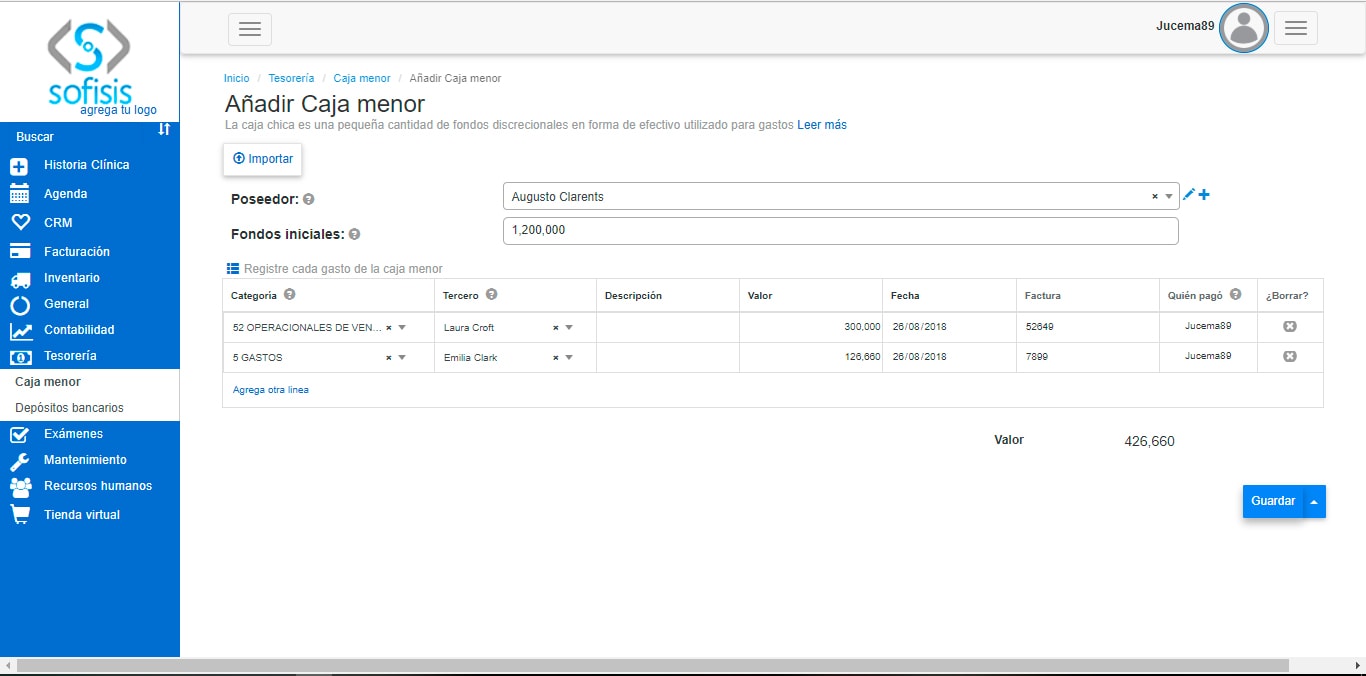 sofisis
agrega tu logo
Buscar
Historia Clínica
Agenda
CRM
Facturación
Inventario
General
Contabilidad
Tesorería
Caja menor
Depósitos bancarios
Exámenes
Mantenimiento
Recursos humanos
Tienda virtual
Jucema89
Inicio / Tesorería / Caja menor / Añadir Caja menor
Añadir Caja menor
La caja chica es una pequeña cantidad de fondos discrecionales en forma de efectivo utilizado para gastos Leer más
Importar
Poseedor: Augusto Clarents
Fondos iniciales: 1,200,000
Registre cada gasto de la caja menor
Categoría Tercero Descripción Valor Fecha Factura Quién pagó ¿Borrar?
52 OPERACIONALES DE VEN... Laura Croft 300,000 26/08/2018 52649 Jucema89
5 GASTOS Emilia Clark 126,660 26/08/2018 7899 Jucema89
Agrega otra linea
Valor 426,660
Guardar